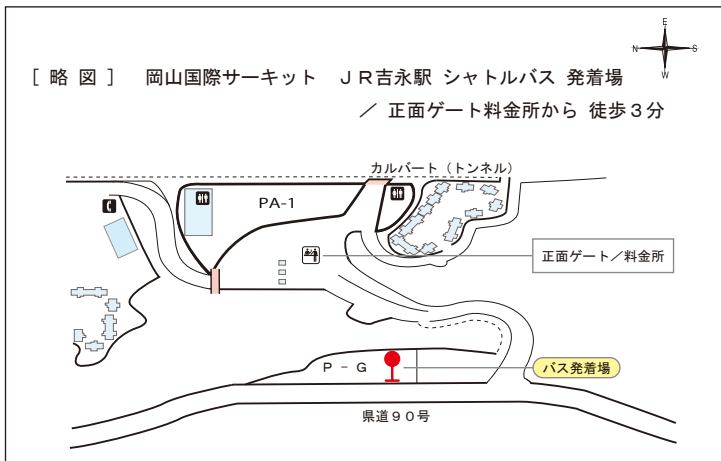 E
N S
W
[ 略 図 ] 岡山国際サーキット JR吉永駅 シャトルバス 発着場
/ 正面ゲート料金所から 徒歩3分
カルバート(トンネル)
PA-1
正面ゲート/料金所
P - G
バス発着場
県道90号